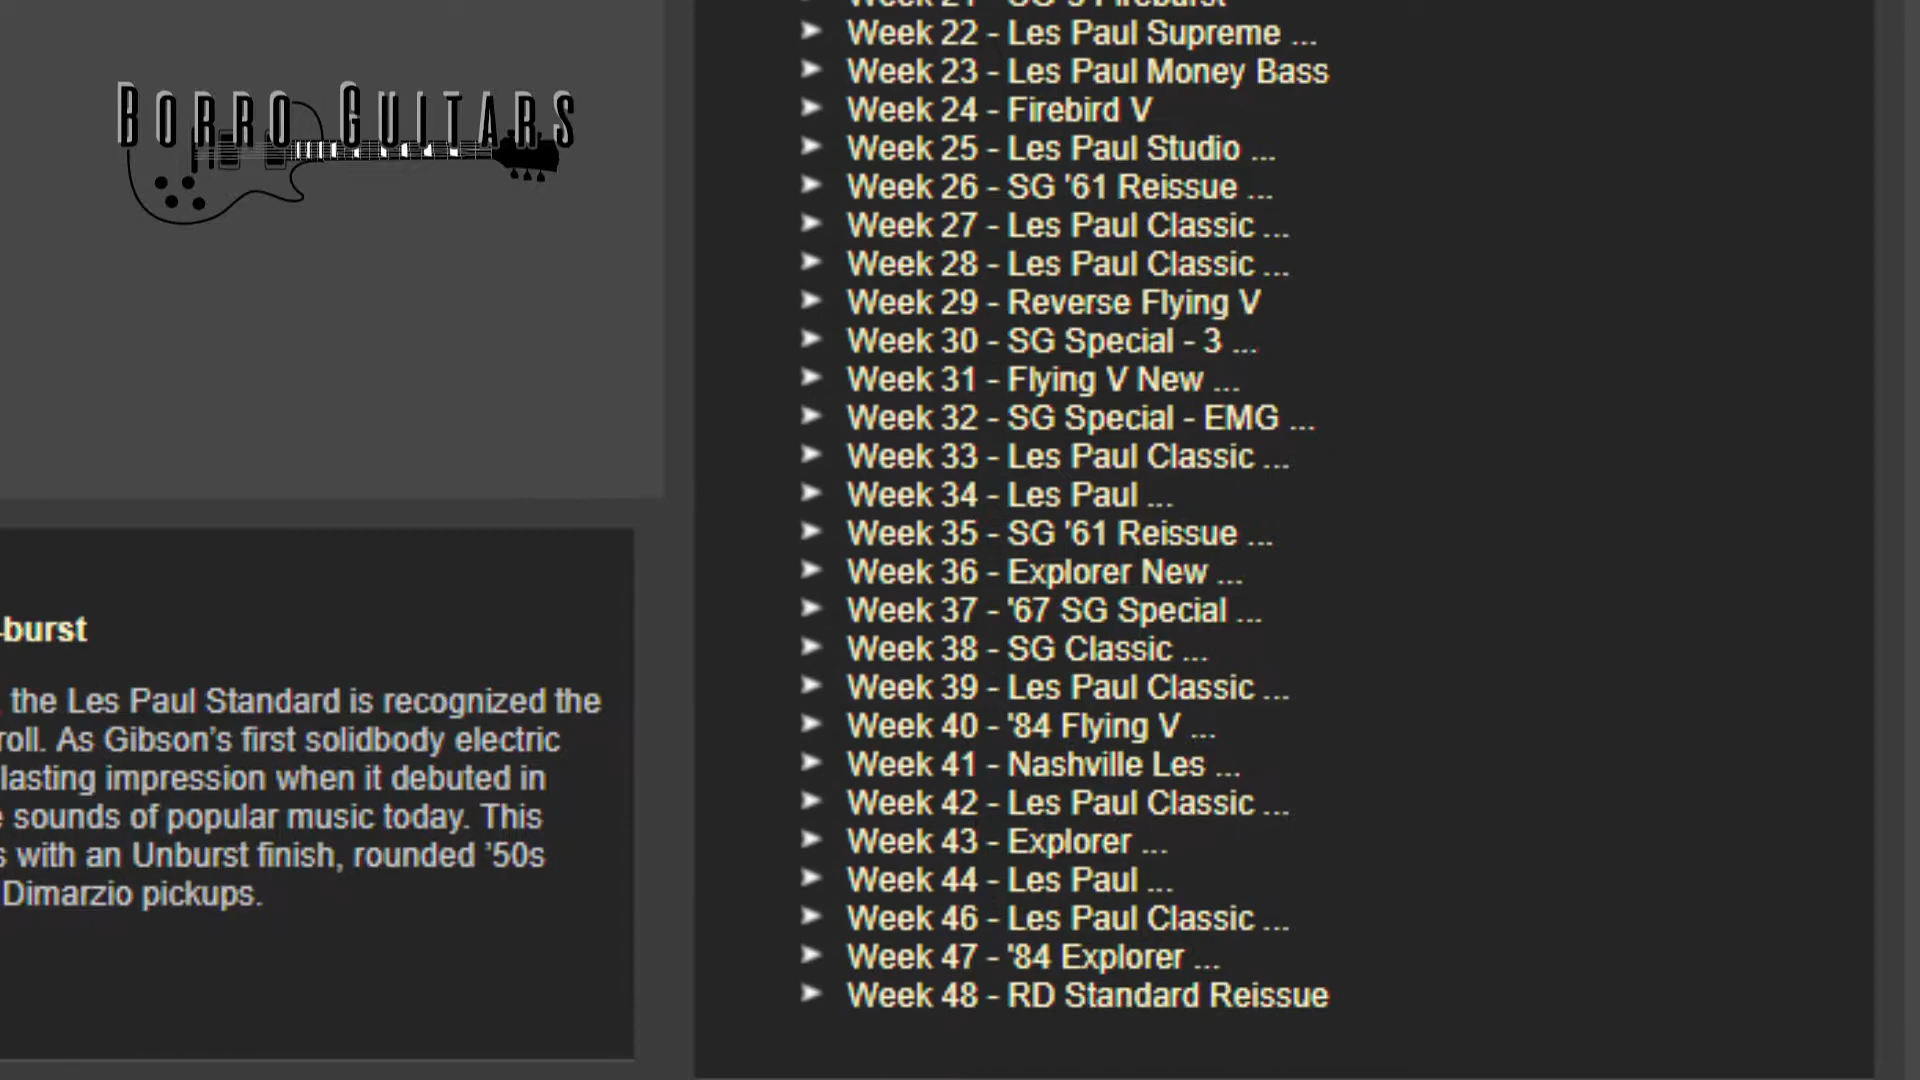 BORRO GUITARS
-burst
the Les Paul Standard is recognized the
roll. As Gibson’s first solidbody electric
lasting impression when it debuted in
sounds of popular music today. This
with an Unburst finish, rounded ’50s
Dimarzio pickups.
Week 22 - Les Paul Supreme ...
Week 23 - Les Paul Money Bass
Week 24 - Firebird V
Week 25 - Les Paul Studio ...
Week 26 - SG '61 Reissue ...
Week 27 - Les Paul Classic ...
Week 28 - Les Paul Classic ...
Week 29 - Reverse Flying V
Week 30 - SG Special - 3 ...
Week 31 - Flying V New ...
Week 32 - SG Special - EMG ...
Week 33 - Les Paul Classic ...
Week 34 - Les Paul ...
Week 35 - SG '61 Reissue ...
Week 36 - Explorer New ...
Week 37 - '67 SG Special ...
Week 38 - SG Classic ...
Week 39 - Les Paul Classic ...
Week 40 - '84 Flying V ...
Week 41 - Nashville Les ...
Week 42 - Les Paul Classic ...
Week 43 - Explorer ...
Week 44 - Les Paul ...
Week 46 - Les Paul Classic ...
Week 47 - '84 Explorer ...
Week 48 - RD Standard Reissue